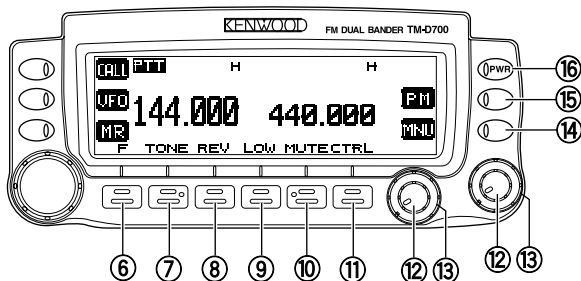 KENWOOD FM DUAL BANDER TM-D700
CALL PTT H H
PWR ⑯
VFO 144.000 440.000 PM ⑮
MR MNU ⑭
F TONE REV LOW MUTE CTRL
⑥ ⑦ ⑧ ⑨ ⑩ ⑪ ⑫ ⑬ ⑫ ⑬